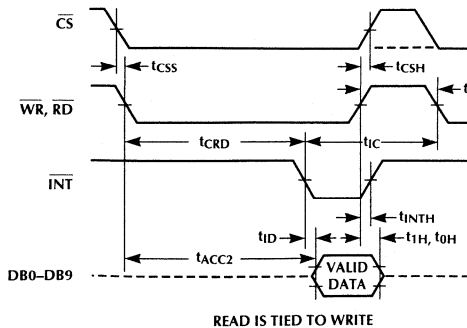 CS
tCSS
tCSH
WR, RD
t
tCRD
tIC
INT
tINTH
tID
t1H, t0H
tACC2
DB0–DB9
VALID
DATA
READ IS TIED TO WRITE